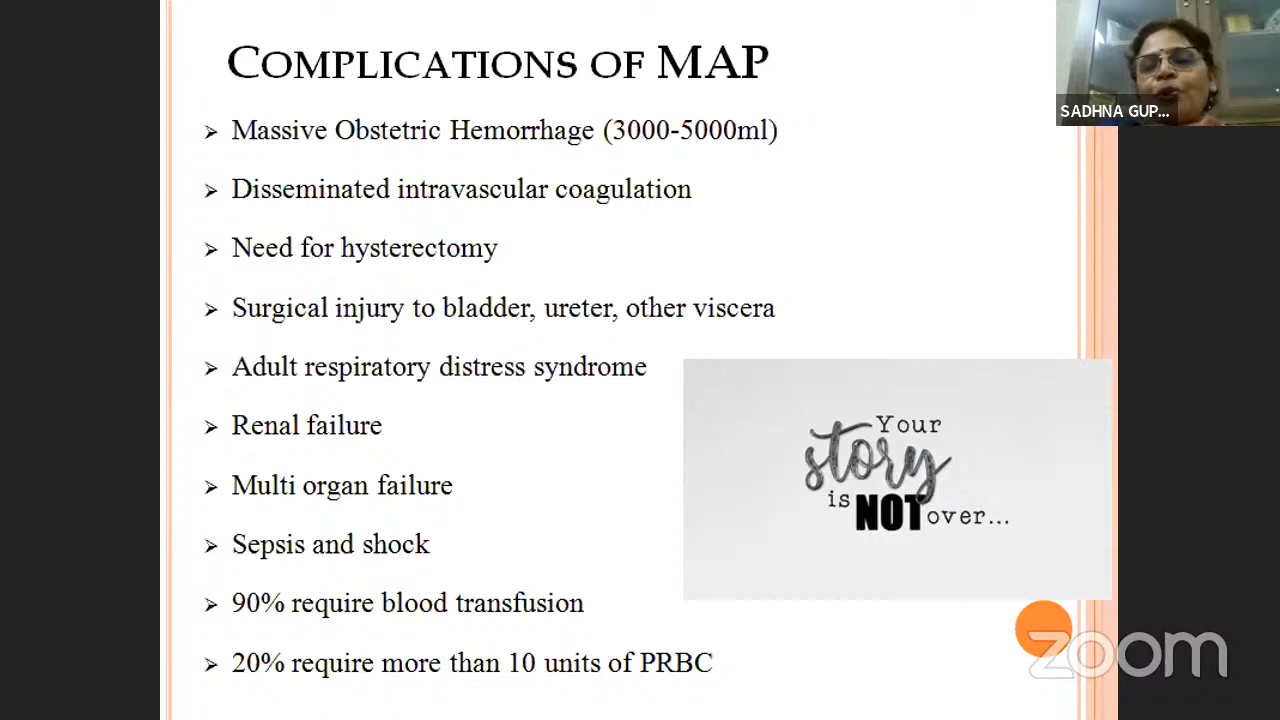 COMPLICATIONS OF MAP
SADHNA GUP...
➢ Massive Obstetric Hemorrhage (3000-5000ml)
➢ Disseminated intravascular coagulation
➢ Need for hysterectomy
➢ Surgical injury to bladder, ureter, other viscera
➢ Adult respiratory distress syndrome
➢ Renal failure
➢ Multi organ failure
➢ Sepsis and shock
➢ 90% require blood transfusion
➢ 20% require more than 10 units of PRBC
Your
story
is NOT over...
zoom